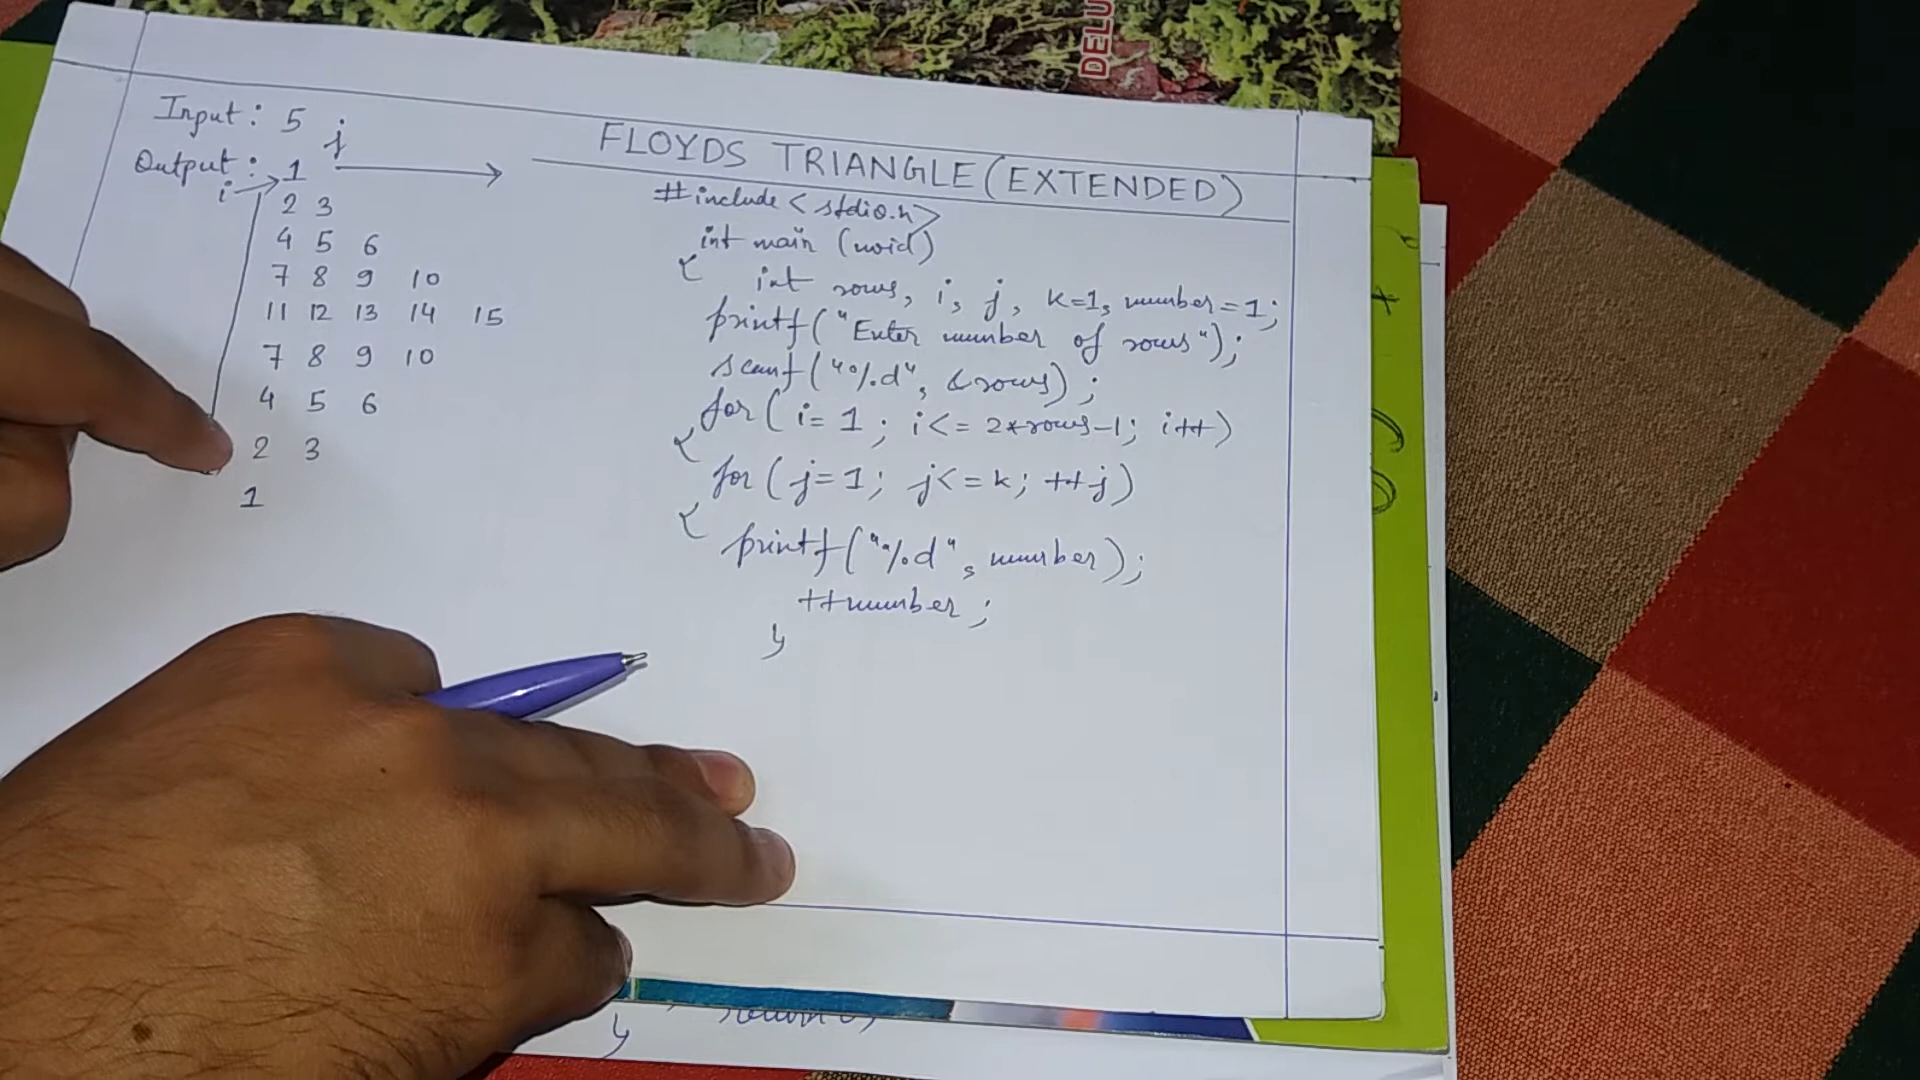 DELU
Input: 5
j
Output: 1
i
2 3
4 5 6
7 8 9 10
11 12 13 14 15
7 8 9 10
4 5 6
2 3
1
FLOYDS TRIANGLE (EXTENDED)
#include <stdio.h>
int main (void)
{
int rows, i, j, k=1, number=1;
printf("Enter number of rows");
scanf("%d", &rows);
for(i=1; i<=2*rows-1; i++)
{
for(j=1; j<=k; ++j)
{
printf("%d", number);
++number;
}
}